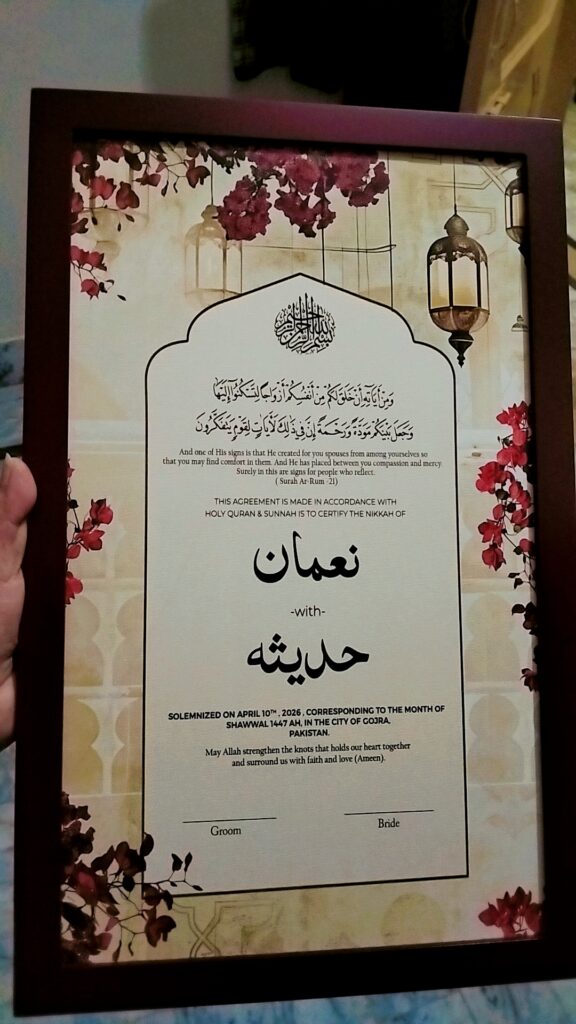 بسم الله الرحمن الرحيم
وَمِنْ آيَاتِهِ أَنْ خَلَقَ لَكُم مِّنْ أَنفُسِكُمْ أَزْوَاجًا لِّتَسْكُنُوا إِلَيْهَا
وَجَعَلَ بَيْنَكُم مَّوَدَّةً وَرَحْمَةً إِنَّ فِي ذَٰلِكَ لَآيَاتٍ لِّقَوْمٍ يَتَفَكَّرُونَ
And one of His signs is that He created for you spouses from among yourselves so
that you may find comfort in them. And He has placed between you compassion and mercy
Surely in this are signs for people who reflect.
( Surah Ar-Rum -21)
THIS AGREEMENT IS MADE IN ACCORDANCE WITH
HOLY QURAN & SUNNAH IS TO CERTIFY THE NIKKAH OF
نعمان
-with-
حدیثه
SOLEMNIZED ON APRIL 10TH , 2026 , CORRESPONDING TO THE MONTH OF
SHAWWAL 1447 AH, IN THE CITY OF GOJRA,
PAKISTAN.
May Allah strengthen the knots that holds our heart together
and surround us with faith and love (Ameen).
Groom
Bride